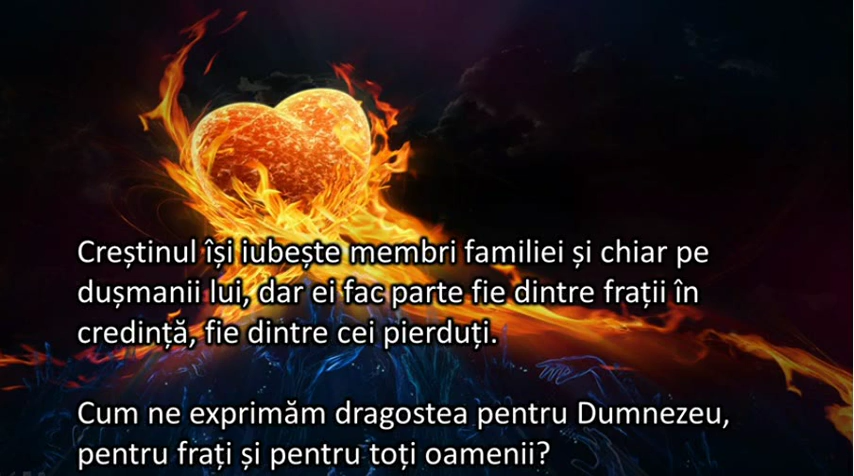 Creștinul își iubește membri familiei și chiar pe
dușmanii lui, dar ei fac parte fie dintre frații în
credință, fie dintre cei pierduți.
Cum ne exprimăm dragostea pentru Dumnezeu,
pentru frați și pentru toți oamenii?